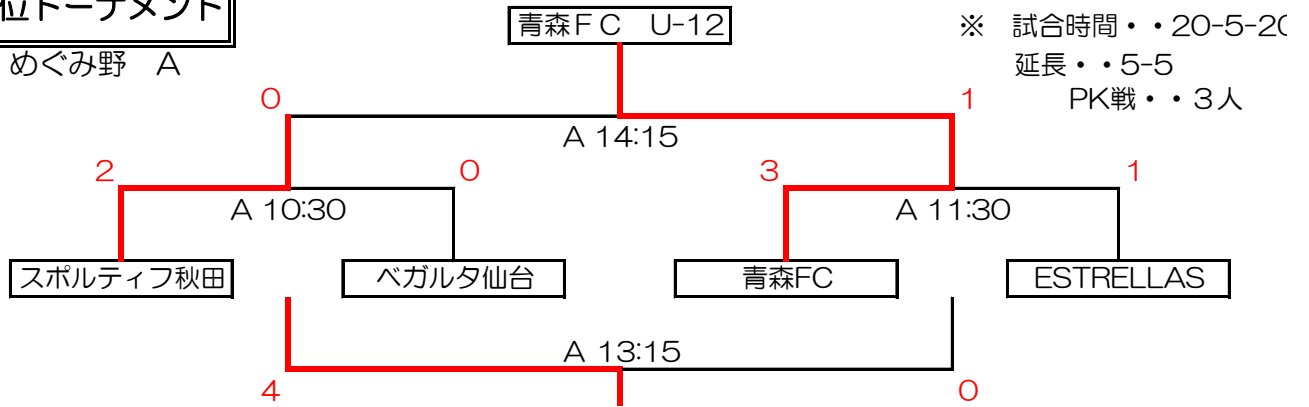 位トーナメント
青森FC U-12
※ 試合時間・・20-5-20
めぐみ野 A
延長・・5-5
PK戦・・3人
0
1
A 14:15
2
0
3
1
A 10:30
A 11:30
スポルティフ秋田
ベガルタ仙台
青森FC
ESTRELLAS
A 13:15
4
0